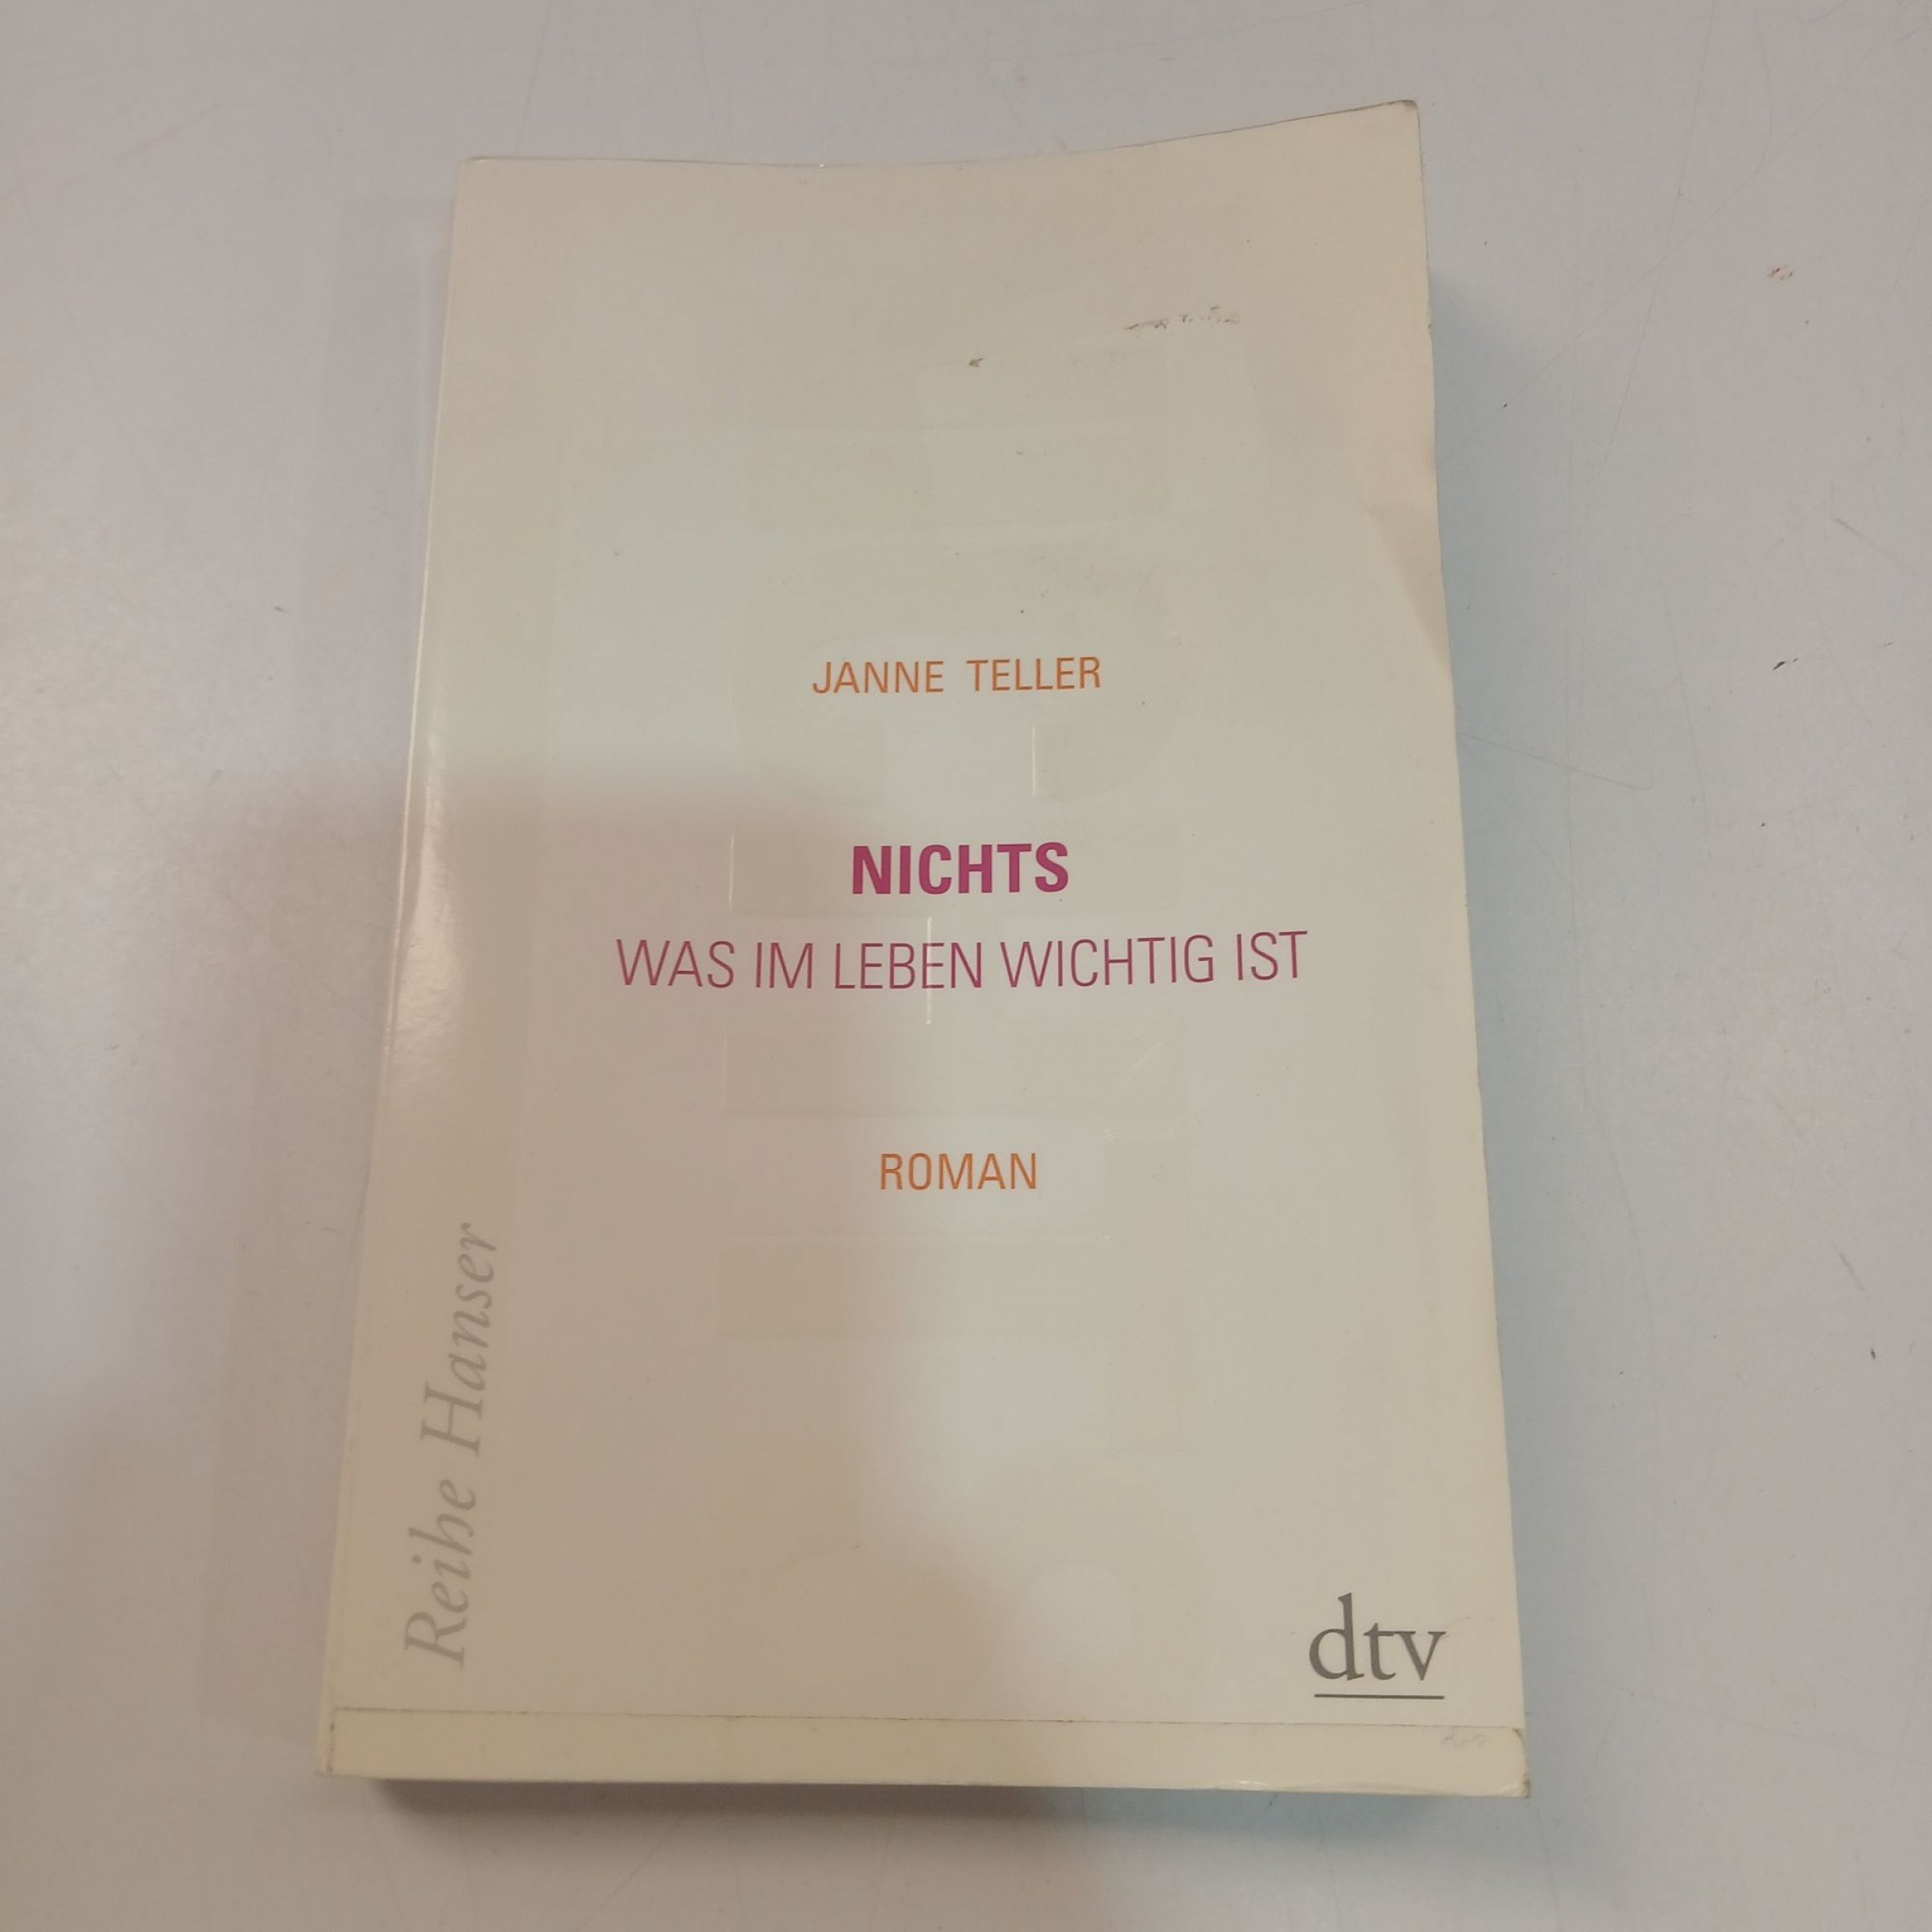 JANNE TELLER
NICHTS
WAS IM LEBEN WICHTIG IST
ROMAN
Reihe Hanser
dtv